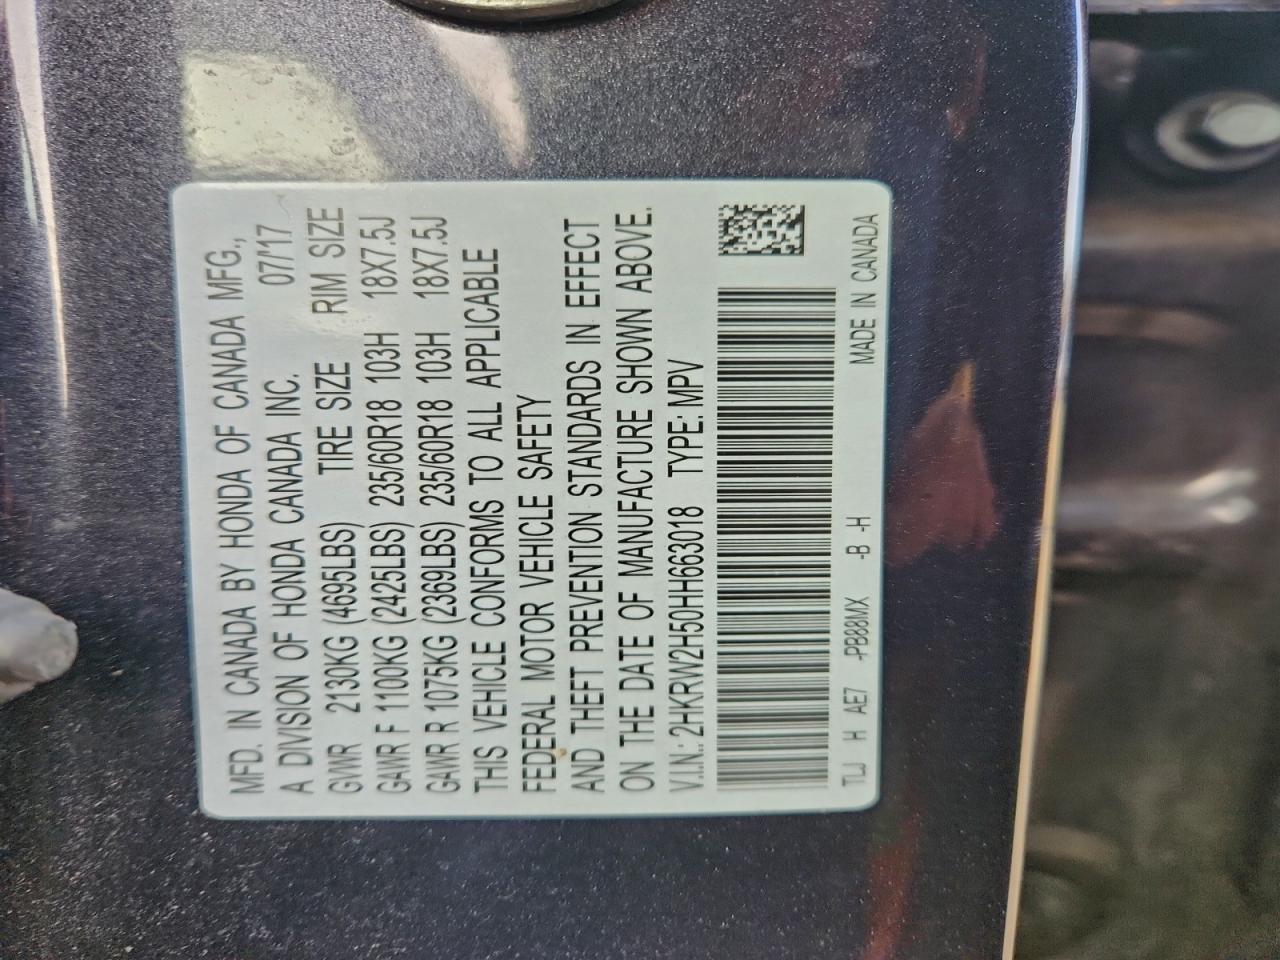 MFD. IN CANADA BY HONDA OF CANADA MFG.,
A DIVISION OF HONDA CANADA INC. 07/17
GVWR 2130KG (4695LBS) TIRE SIZE RIM SIZE
GAWR F 1100KG (2425LBS) 235/60R18 103H 18X7.5J
GAWR R 1075KG (2369LBS) 235/60R18 103H 18X7.5J
THIS VEHICLE CONFORMS TO ALL APPLICABLE
FEDERAL MOTOR VEHICLE SAFETY
AND THEFT PREVENTION STANDARDS IN EFFECT
ON THE DATE OF MANUFACTURE SHOWN ABOVE.
V.I.N.: 2HKRW2H50HH663018 TYPE: MPV
TLJ H AE7 -PB88MX -B -H MADE IN CANADA